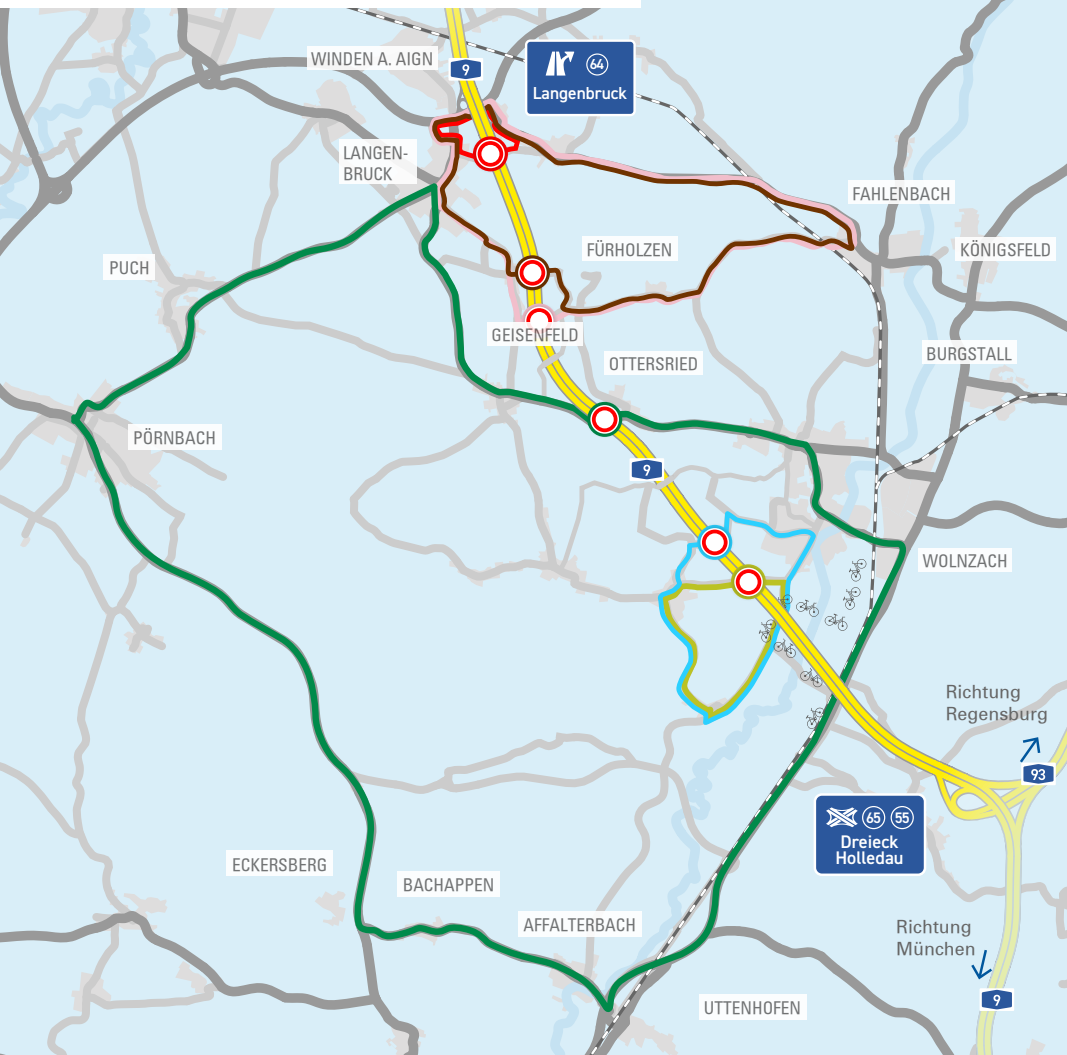 WINDEN A. AIGN
9
64
Langenbruck
LANGEN-
BRUCK
FAHLENBACH
FÜRHOLZEN
KÖNIGSFELD
PUCH
GEISENFELD
BURGSTALL
OTTERSRIED
PÖRNBACH
9
WOLNZACH
Richtung
Regensburg
93
65 55
Dreieck
Holledau
ECKERSBERG
BACHAPPEN
AFFALTERBACH
Richtung
München
9
UTTENHOFEN